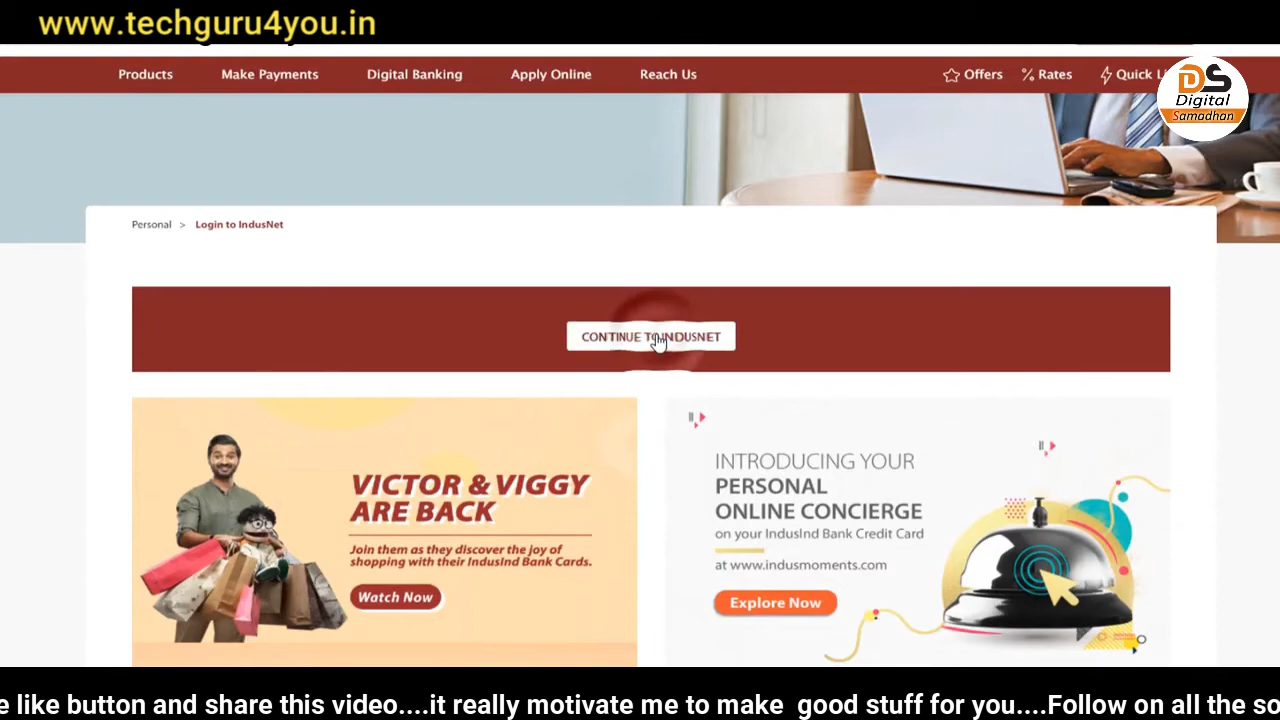 www.techguru4you.in
Products Make Payments Digital Banking Apply Online Reach Us Offers Rates Quick
DS
Digital
Samadhan
Personal > Login to IndusNet
CONTINUE TO INDUSNET
VICTOR & VIGGY
ARE BACK
Join them as they discover the joy of
shopping with their IndusInd Bank Cards.
Watch Now
INTRODUCING YOUR
PERSONAL
ONLINE CONCIERGE
on your IndusInd Bank Credit Card
at www.indusmoments.com
Explore Now
e like button and share this video....it really motivate me to make good stuff for you....Follow on all the so